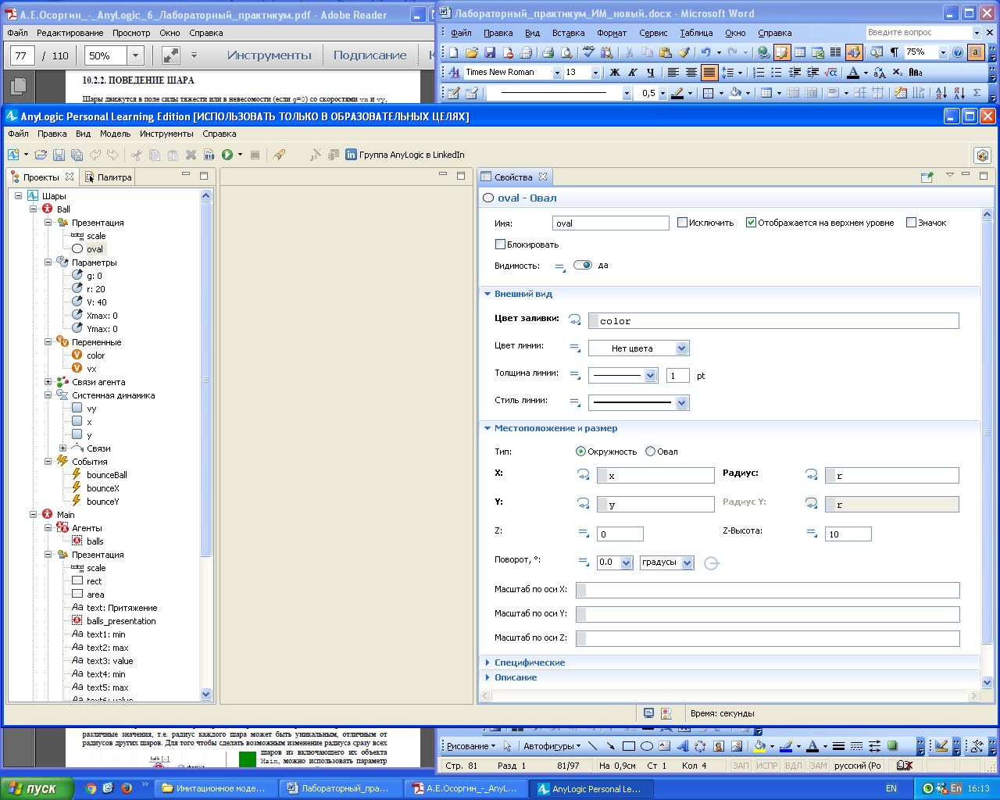 А.Е.Осоргин_-_AnyLogic_6_Лабораторный_практикум.pdf - Adobe Reader
Файл Редактирование Просмотр Окно Справка
77 / 110 50% Инструменты Подписание
10.2.2. ПОВЕДЕНИЕ ШАРА
Шары движутся в поле силы тяжести или в невесомости (если g=0) со скоростями vx и vy,
Лабораторный_практикум_ИМ_новый.docx - Microsoft Word
Файл Правка Вид Вставка Формат Сервис Таблица Окно Справка Введите вопрос
75%
Times New Roman 13 Ж К Ч
0,5
AnyLogic Personal Learning Edition [ИСПОЛЬЗОВАТЬ ТОЛЬКО В ОБРАЗОВАТЕЛЬНЫХ ЦЕЛЯХ]
Файл Правка Вид Модель Инструменты Справка
Группа AnyLogic в LinkedIn
Проекты Палитра
Шары
Ball
Презентация
scale
oval
Параметры
g: 0
r: 20
V: 40
Xmax: 0
Ymax: 0
Переменные
color
vx
Связи агента
Системная динамика
vy
x
y
Связи
События
bounceBall
bounceX
bounceY
Main
Агенты
balls
Презентация
scale
rect
area
text: Притяжение
balls_presentation
text1: min
text2: max
text3: value
text4: min
text5: max
text6: value
Свойства
oval - Овал
Имя: oval Исключить Отображается на верхнем уровне Значок
Блокировать
Видимость: да
Внешний вид
Цвет заливки: color
Цвет линии: Нет цвета
Толщина линии: 1 pt
Стиль линии:
Местоположение и размер
Тип: Окружность Овал
X: x Радиус: r
Y: y Радиус Y: r
Z: 0 Z-Высота: 10
Поворот, °: 0.0 градусы
Масштаб по оси X:
Масштаб по оси Y:
Масштаб по оси Z:
Специфические
Описание
Время: секунды
различные значения, т.е. радиус каждого шара может быть уникальным, отличным от
радиусов других шаров. Для того чтобы сделать возможным изменение радиуса сразу всех
шаров из включающего их объекта
Main, можно использовать параметр
balls [..]
Рисование Автофигуры
Стр. 81 Разд 1 81/97 На 0,9см Ст 1 Кол 4 ЗАП ИСПР ВДЛ ЗАМ русский (Ро
пуск Имитационное моде... Лабораторный_пра... А.Е.Осоргин_-_AnyL... AnyLogic Personal Le... EN En 16:13